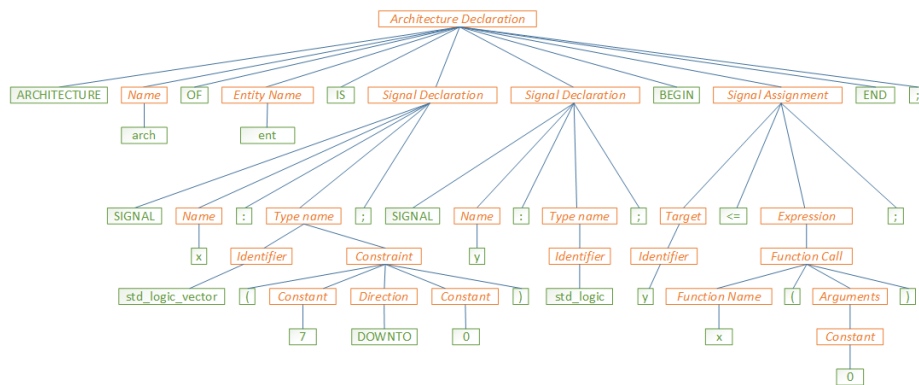 Architecture Declaration
ARCHITECTURE Name OF Entity Name IS Signal Declaration Signal Declaration BEGIN Signal Assignment END ;
arch ent
SIGNAL Name : Type name ; SIGNAL Name : Type name ; Target <= Expression ;
x Identifier Constraint y Identifier Identifier Function Call
std_logic_vector ( Constant Direction Constant ) std_logic y Function Name ( Arguments )
7 DOWNTO 0 x Constant
0